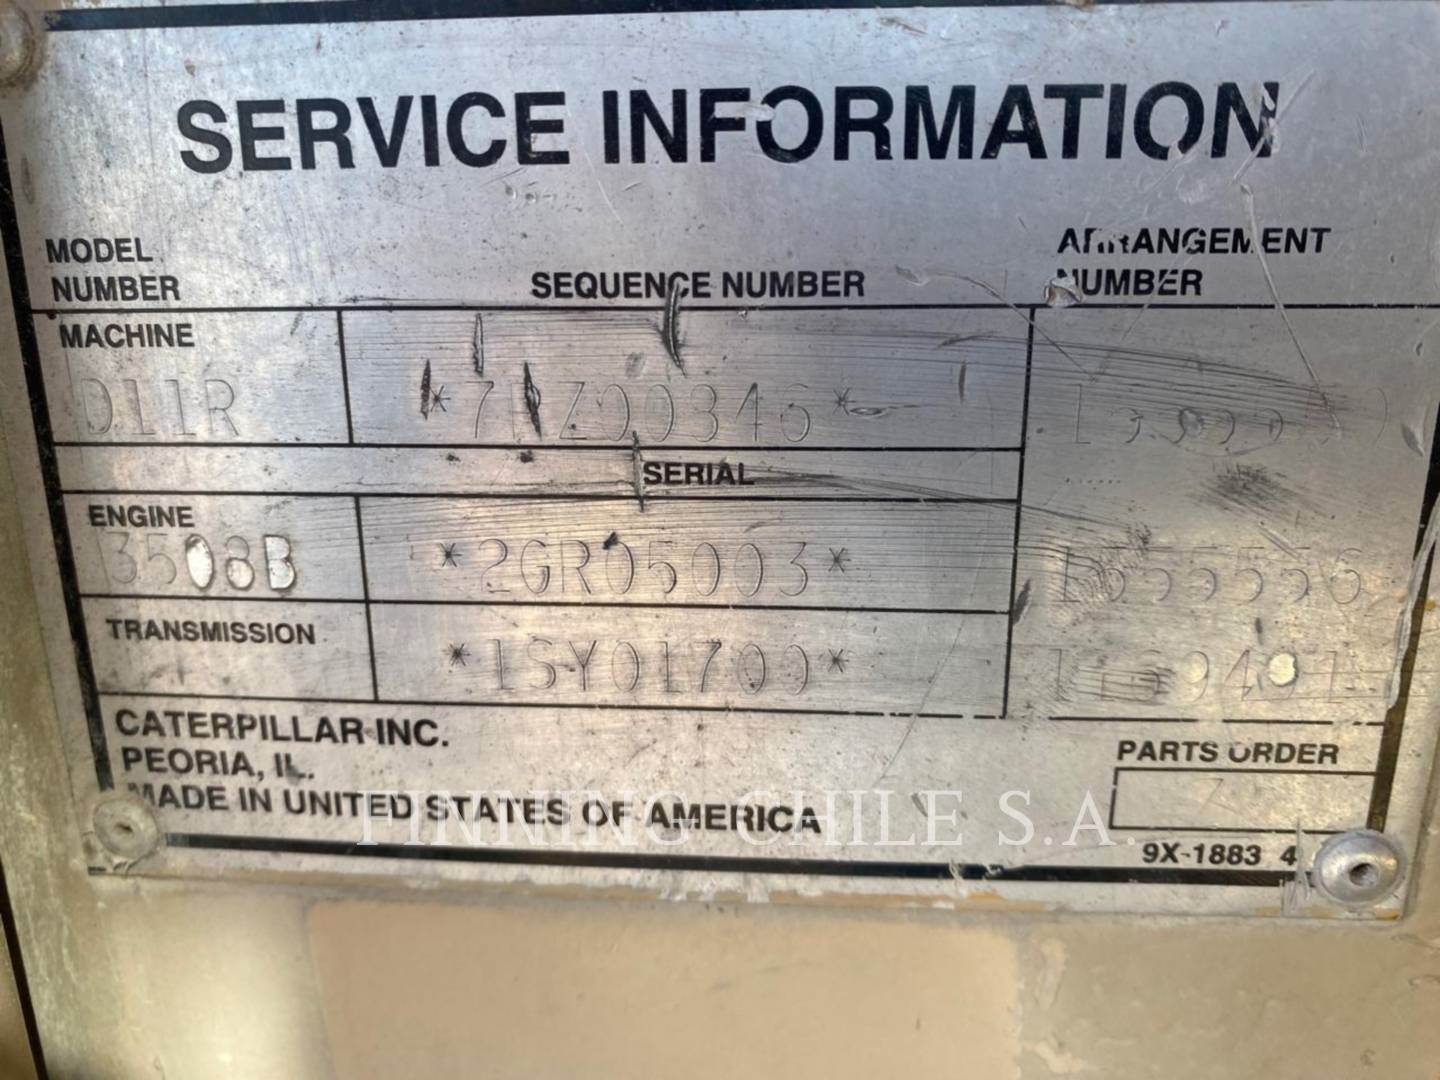 SERVICE INFORMATION
MODEL NUMBER
SEQUENCE NUMBER
ARRANGEMENT NUMBER
MACHINE
D11R
SERIAL
ENGINE
3508B
*2GR05003*
TRANSMISSION
*1SY01700*
CATERPILLAR INC.
PEORIA, IL.
MADE IN UNITED STATES OF AMERICA
PARTS ORDER
9X-1883 4
FINNING CHILE S.A.